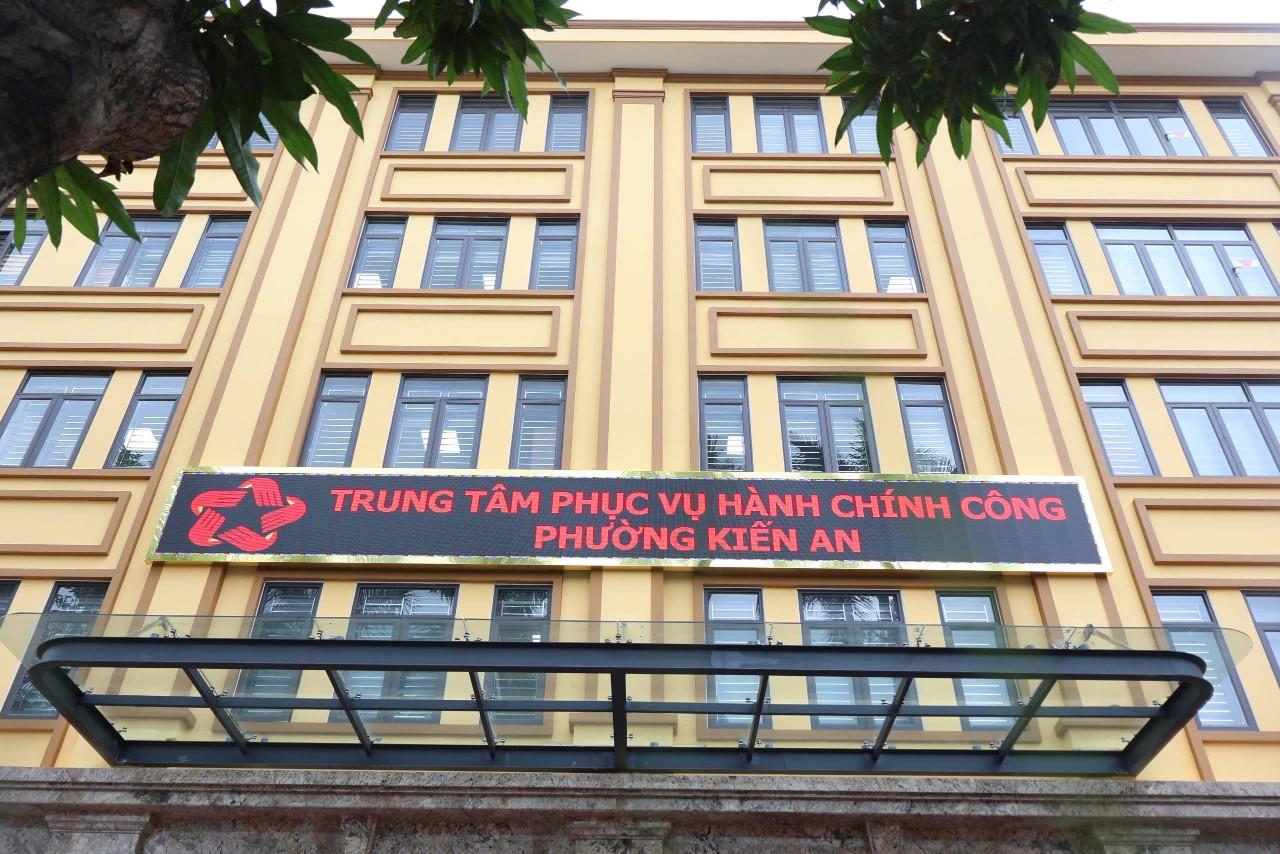 TRUNG TÂM PHỤC VỤ HÀNH CHÍNH CÔNG
PHƯỜNG KIẾN AN